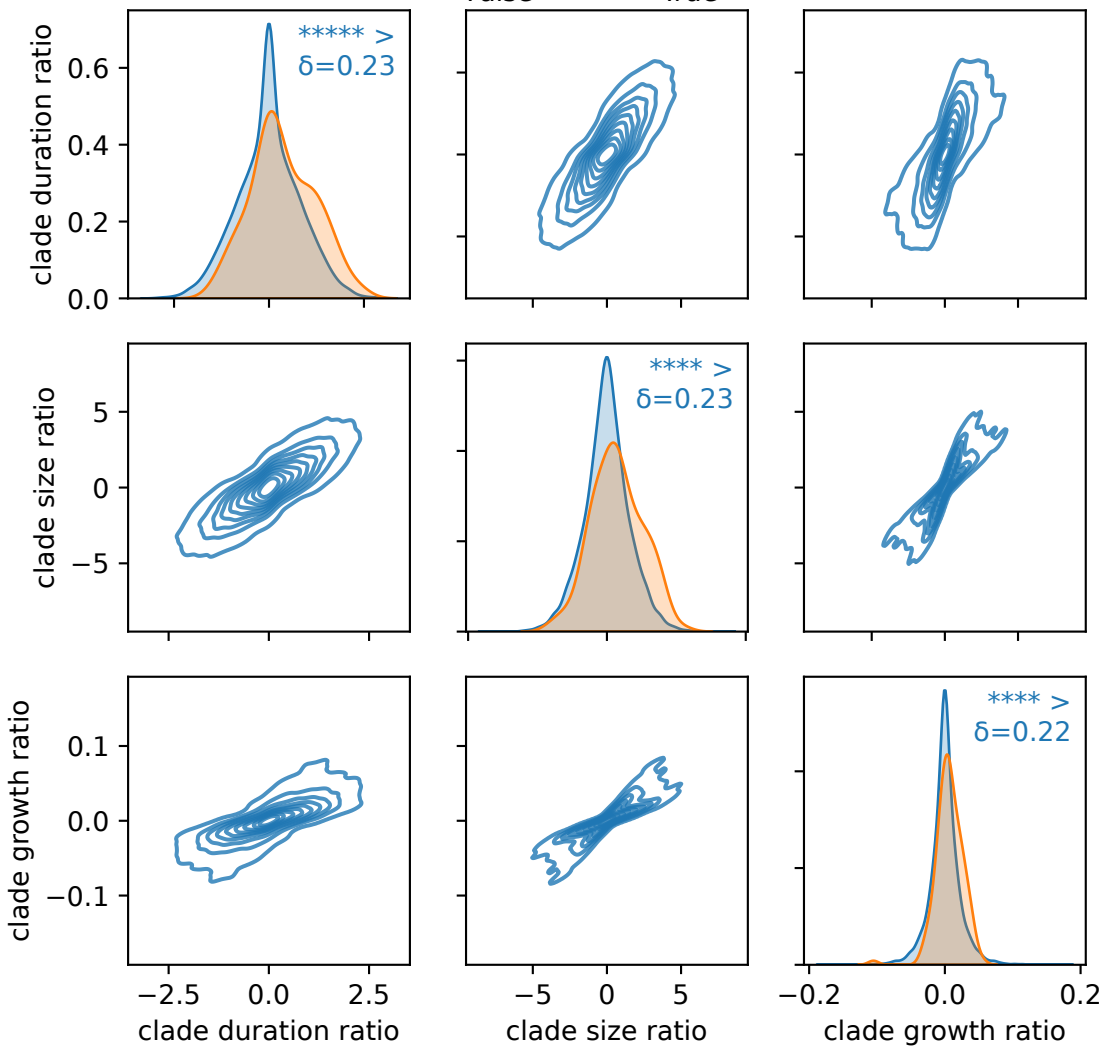 ***** >
δ=0.23
clade duration ratio
0.6
0.4
0.2
0.0
**** >
δ=0.23
clade size ratio
5
0
−5
**** >
δ=0.22
clade growth ratio
0.1
0.0
−0.1
−2.5 0.0 2.5
−5 0 5
−0.2 0.0 0.2
clade duration ratio
clade size ratio
clade growth ratio